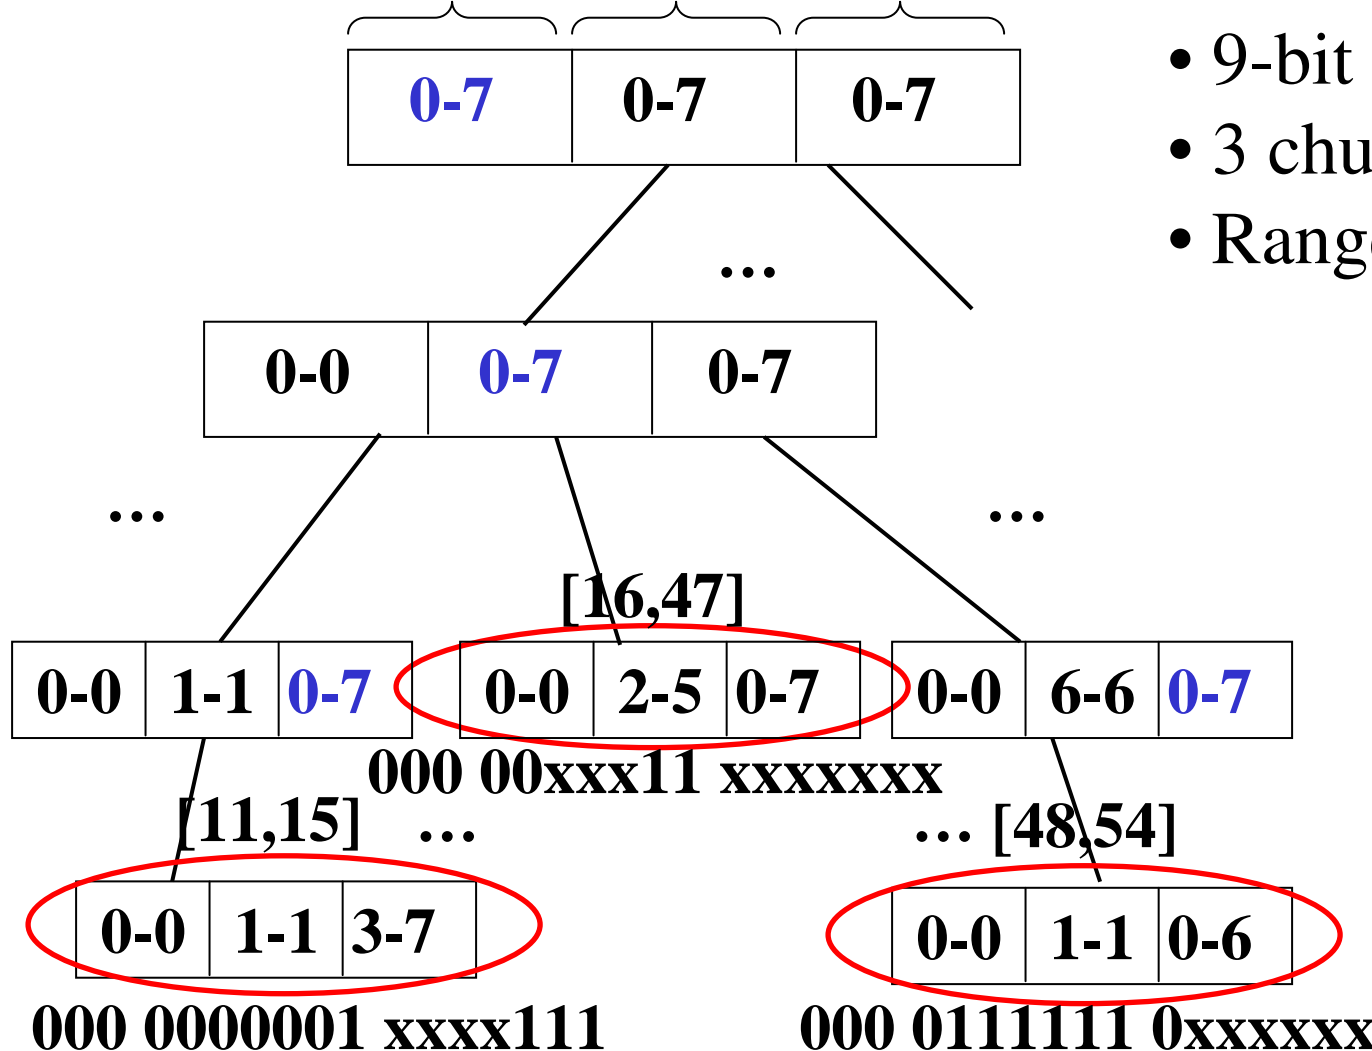 0-7 0-7 0-7
• 9-bit
• 3
...
0-0 0-7 0-7
... ...
[16,47]
0-0 1-1 0-7
0-0 2-5 0-7
0-0 6-6 0-7
000 00xxx11 xxxxxxx
[11,15] ...
... [48,54]
0-0 1-1 3-7
0-0 1-1 0-6
000 0000001 xxxx111
000 0111111 0xxxxxx